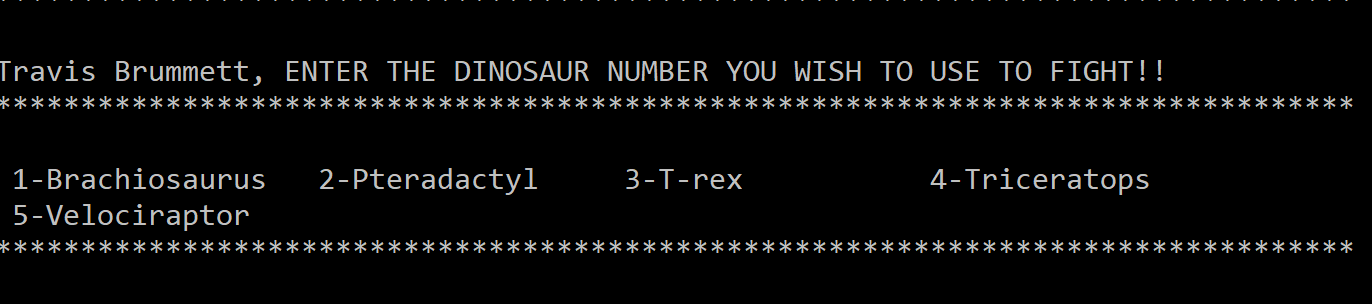 ********************************************************************************
Travis Brummett, ENTER THE DINOSAUR NUMBER YOU WISH TO USE TO FIGHT!!
********************************************************************************
1-Brachiosaurus 2-Pteradactyl 3-T-rex 4-Triceratops
5-Velociraptor
********************************************************************************